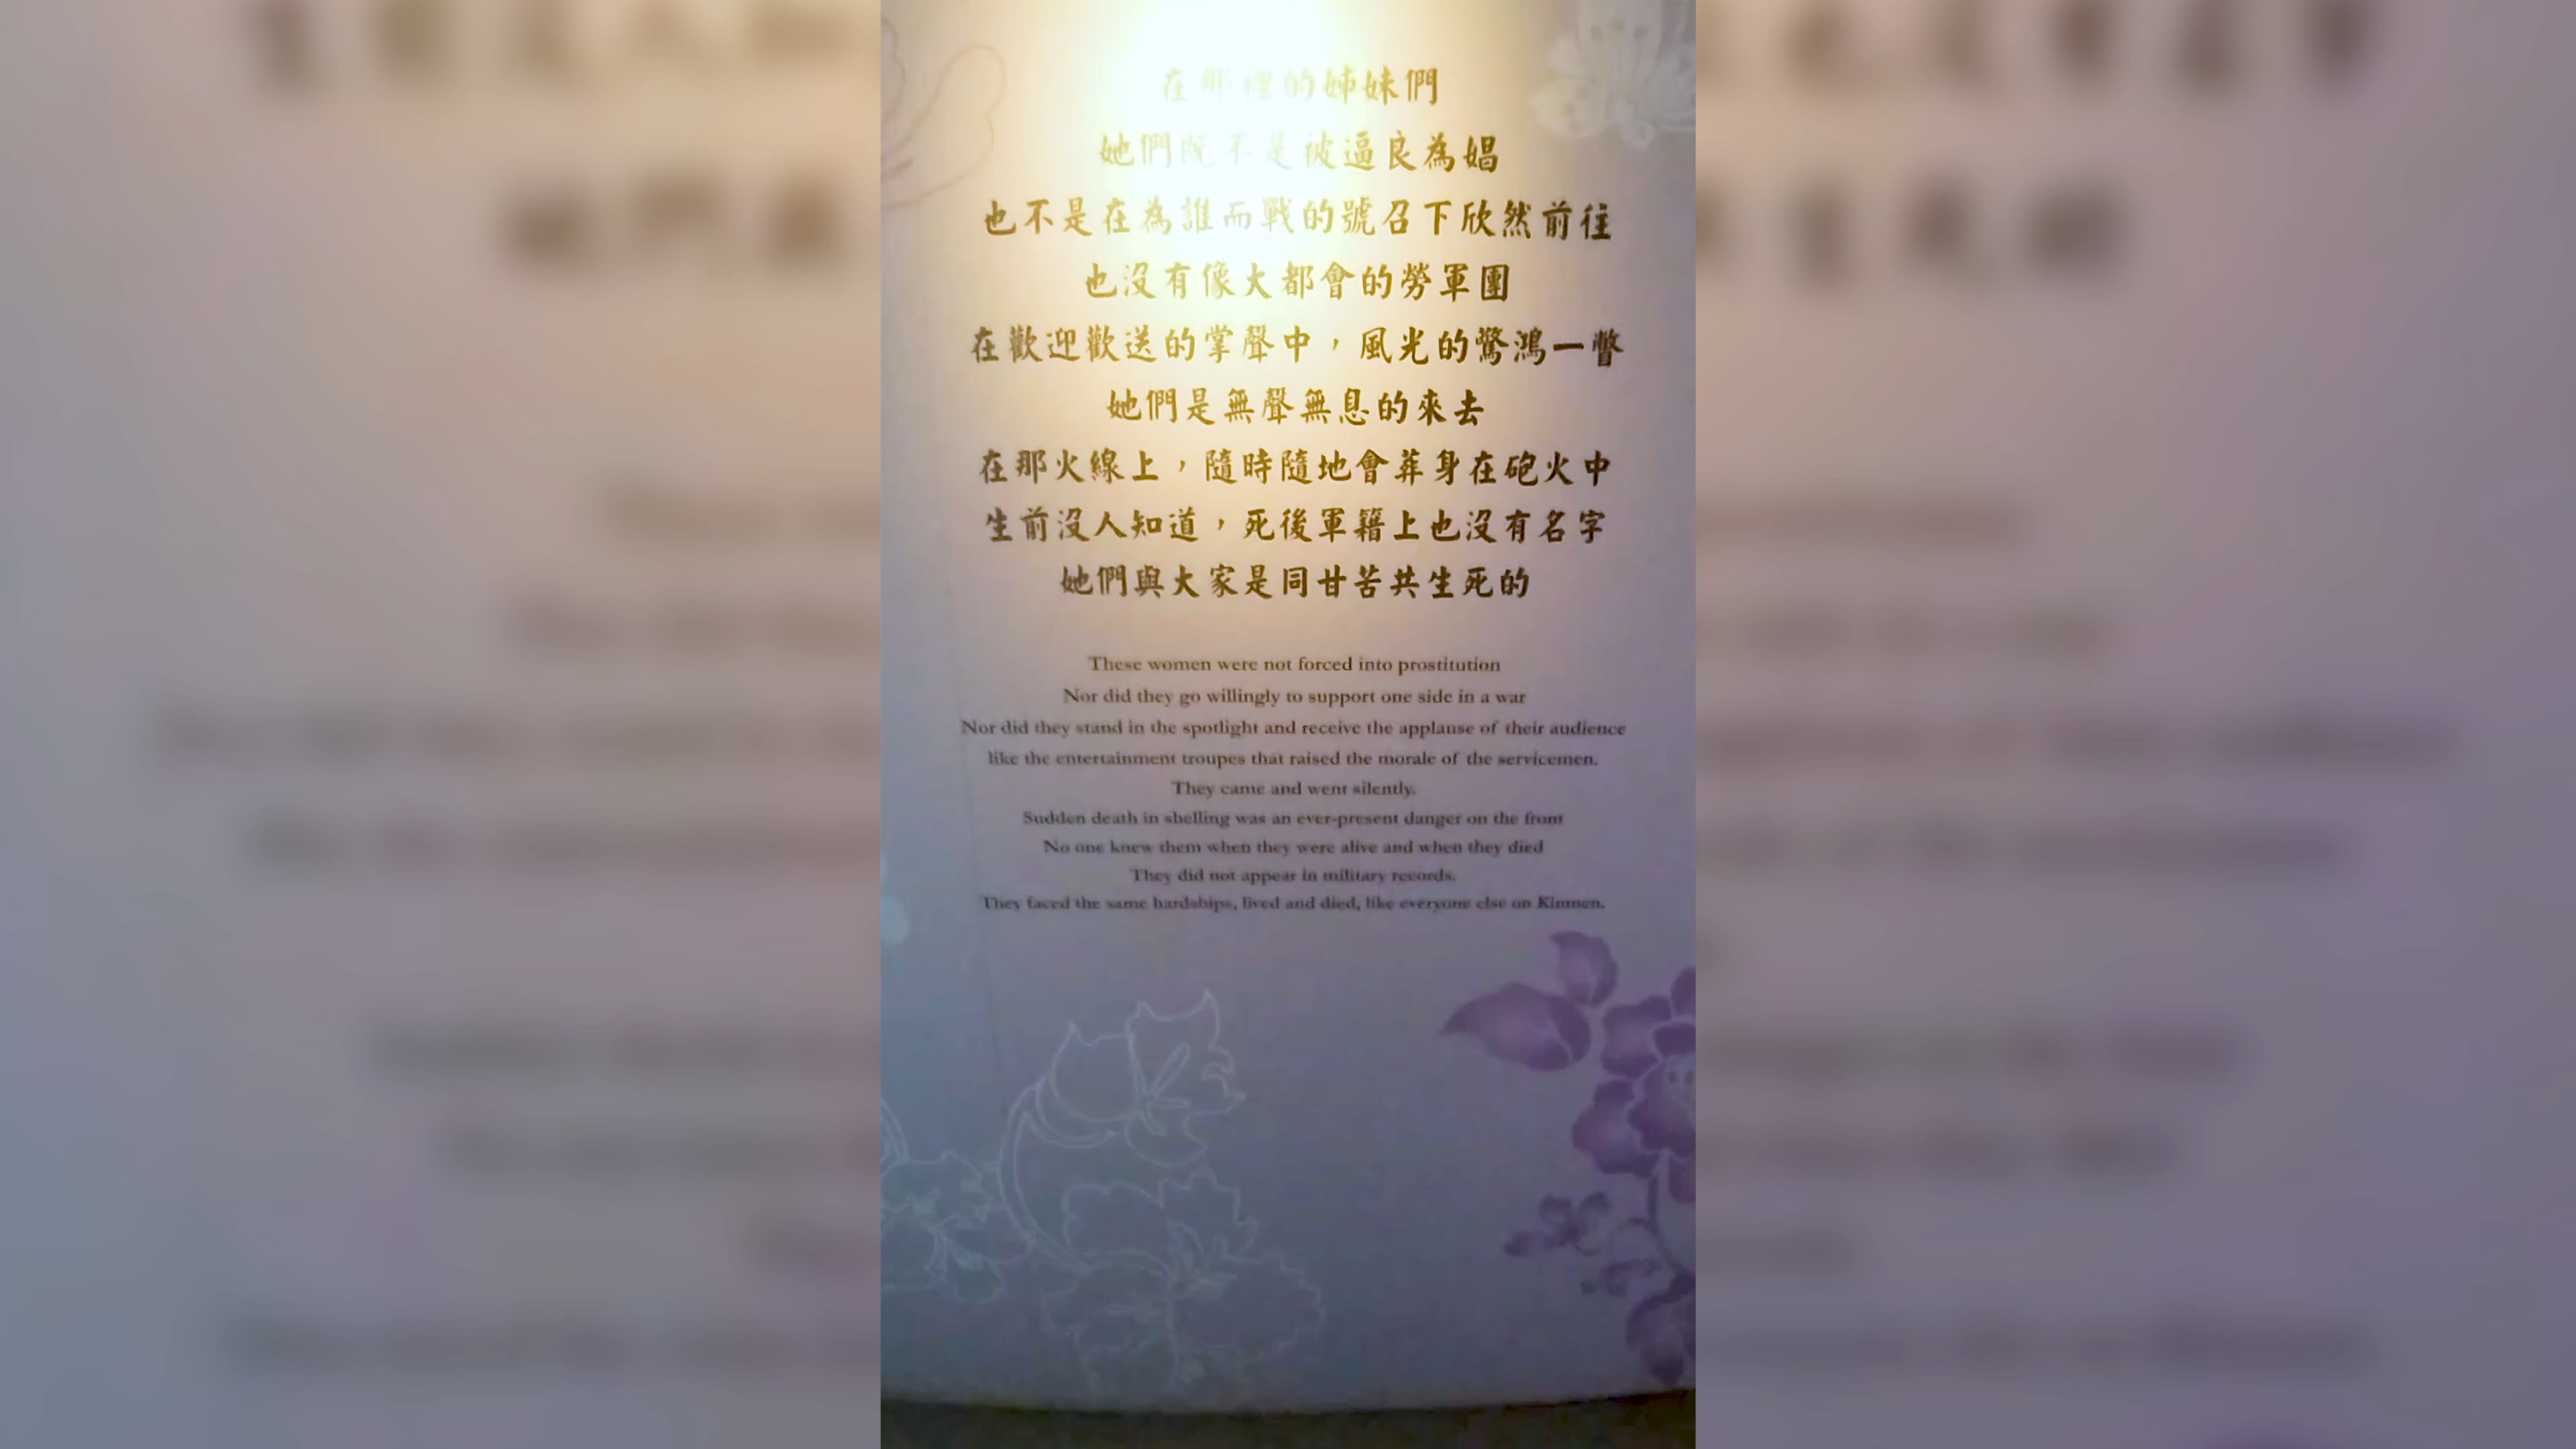 在那裡的姊妹們
她們既不是被逼良為娼
也不是在為誰而戰的號召下欣然前往
也沒有像大都會的勞軍團
在歡迎歡送的掌聲中，風光的驚鴻一瞥
她們是無聲無息的來去
在那火線上，隨時隨地會葬身在砲火中
生前沒人知道，死後軍籍上也沒有名字
她們與大家是同甘苦共生死的
These women were not forced into prostitution
Nor did they go willingly to support one side in a war
Nor did they stand in the spotlight and receive the applause of their audience
like the entertainment troupes that raised the morale of the servicemen.
They came and went silently.
Sudden death in shelling was an ever-present danger on the front
No one knew them when they were alive and when they died
They did not appear in military records.
They faced the same hardships, lived and died, like everyone else on Kinmen.